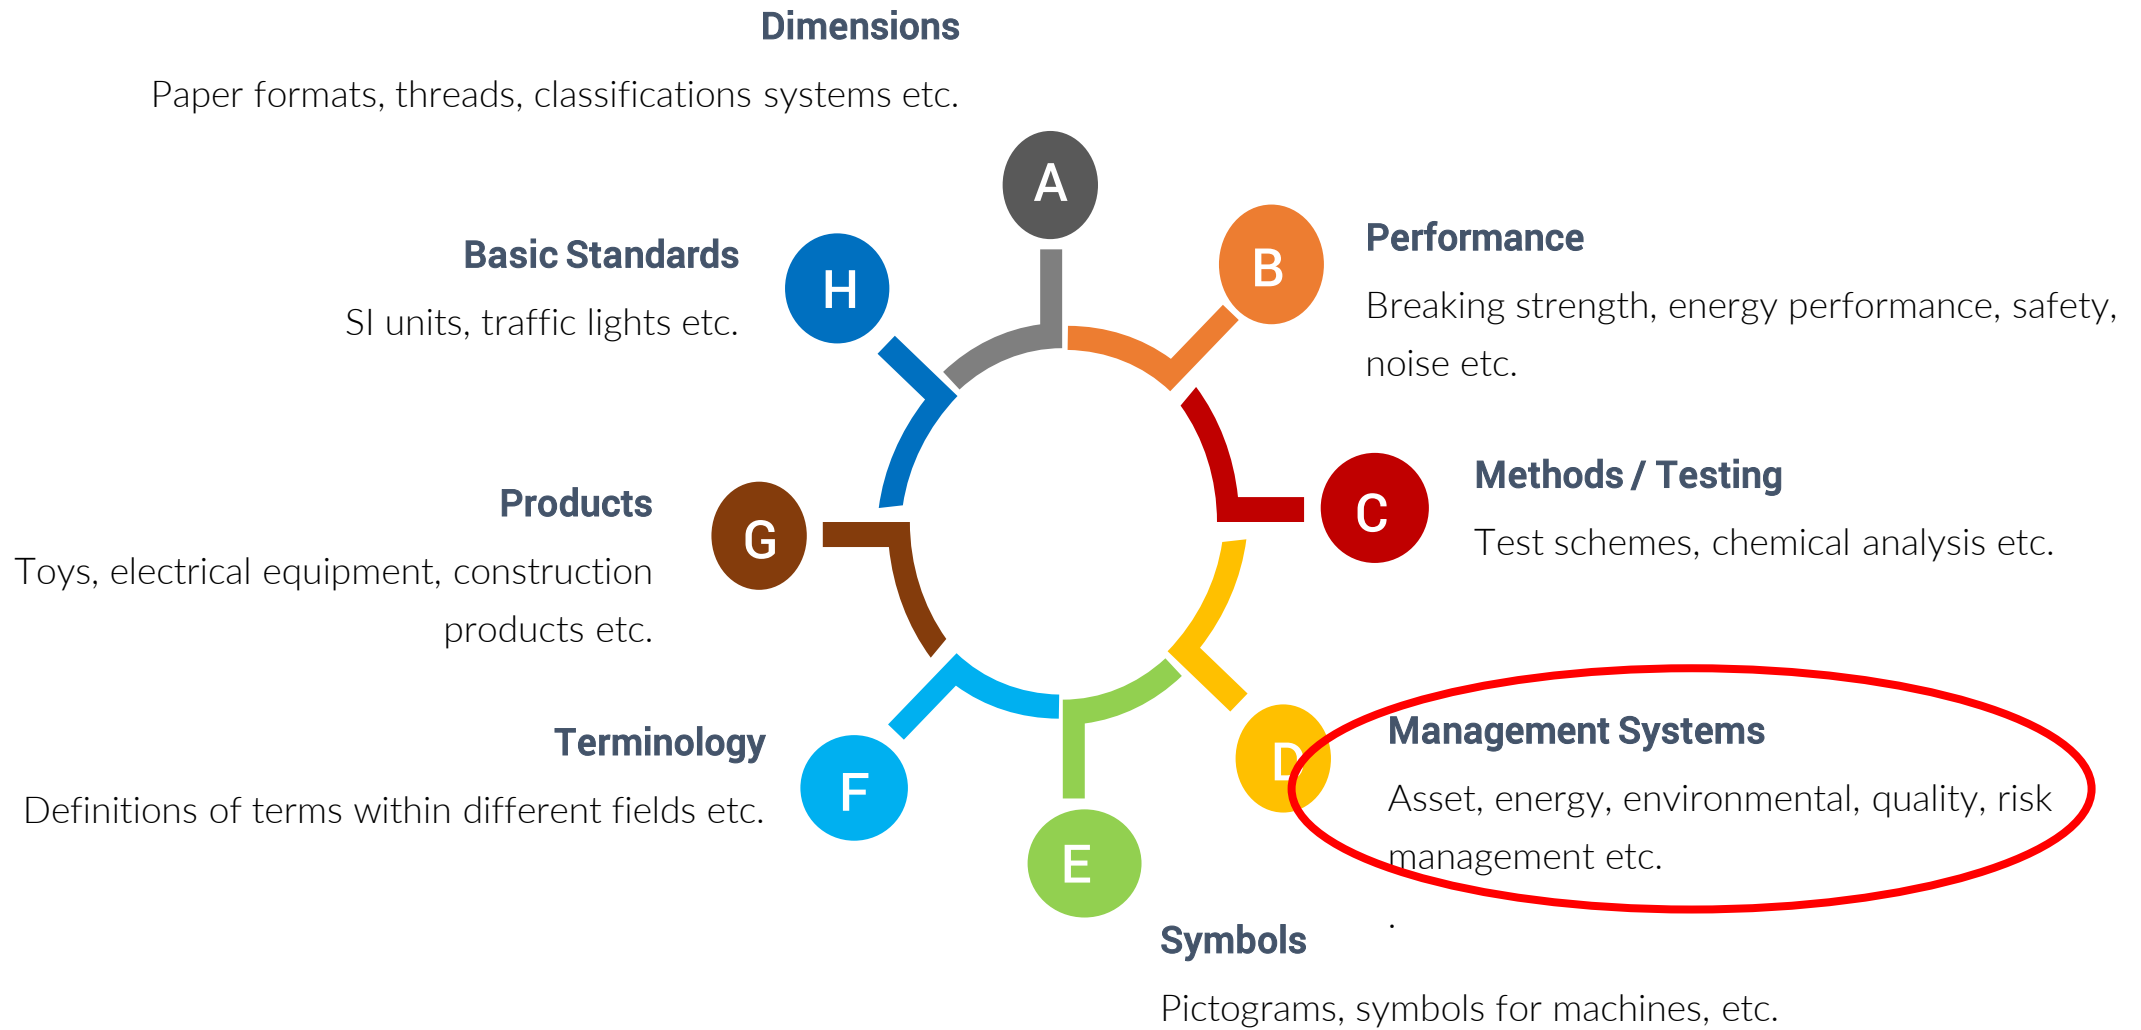 Dimensions
Paper formats, threads, classifications systems etc.
A
B
Performance
Breaking strength, energy performance, safety,
noise etc.
C
Methods / Testing
Test schemes, chemical analysis etc.
D
Management Systems
Asset, energy, environmental, quality, risk
management etc.
.
E
Symbols
Pictograms, symbols for machines, etc.
F
Terminology
Definitions of terms within different fields etc.
G
Products
Toys, electrical equipment, construction
products etc.
H
Basic Standards
SI units, traffic lights etc.